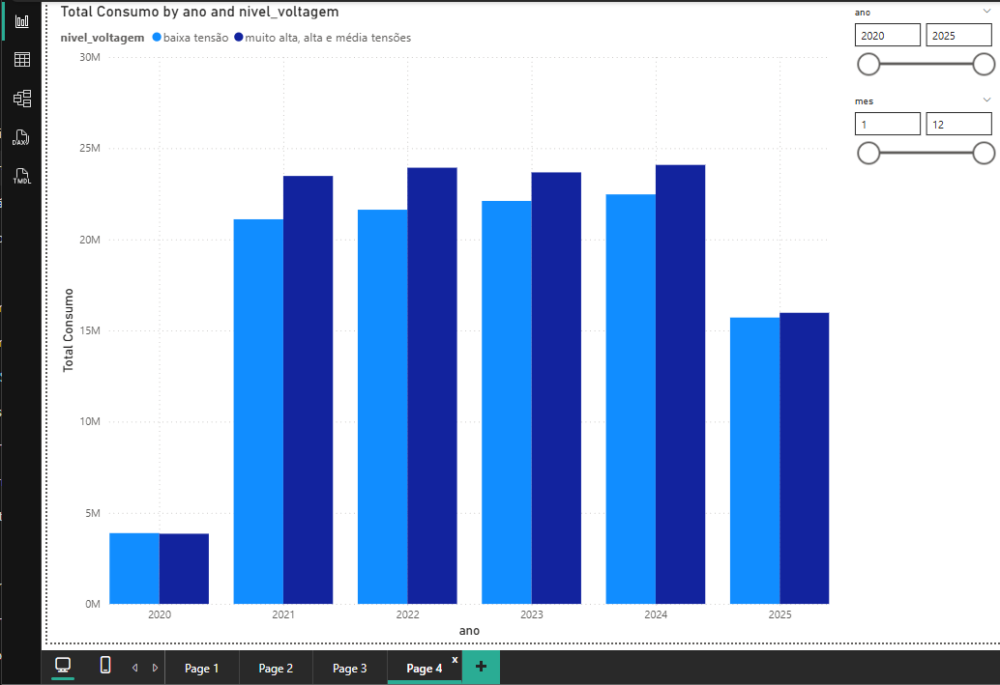 Total Consumo by ano and nivel_voltagem
nivel_voltagem baixa tensão muito alta, alta e média tensões
30M
25M
20M
15M
10M
5M
0M
Total Consumo
2020 2021 2022 2023 2024 2025
ano
ano
2020 2025
mes
1 12
DAX
TMDL
Page 1 Page 2 Page 3 Page 4 x +